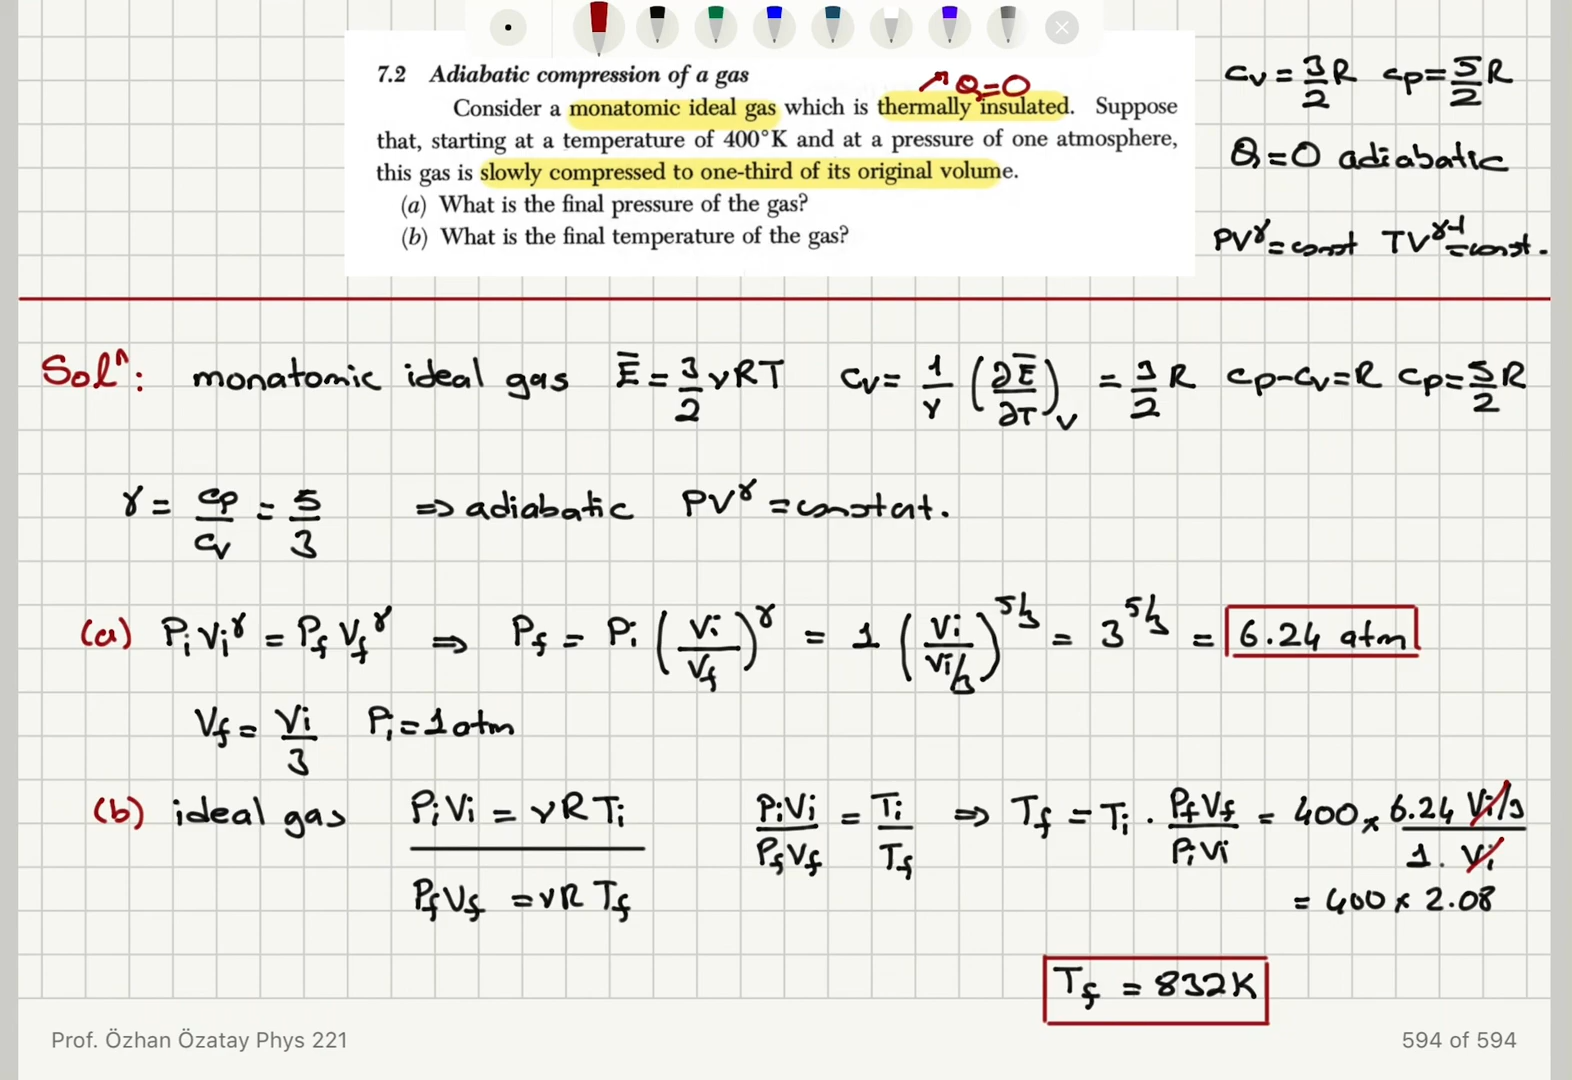 7.2 Adiabatic compression of a gas
↗ Q=0
Consider a monatomic ideal gas which is thermally insulated. Suppose
that, starting at a temperature of 400°K and at a pressure of one atmosphere,
this gas is slowly compressed to one-third of its original volume.
(a) What is the final pressure of the gas?
(b) What is the final temperature of the gas?
cv = 3/2 R cp = 5/2 R
Q=0 adiabatic
PV^γ = const TV^γ-1 = const.
Solⁿ: monatomic ideal gas E̅ = 3/2 νRT cv = 1/ν (∂E̅/∂T)_V = 3/2 R cp-cv=R cp=5/2 R
γ = cp/cv = 5/3 ⇒ adiabatic PV^γ = constant.
(a) PiVi^γ = PfVf^γ ⇒ Pf = Pi (Vi/Vf)^γ = 1 (Vi/Vi/3)^5/3 = 3^5/3 = 6.24 atm
Vf = Vi/3 Pi = 1 atm
(b) ideal gas PiVi = νRTi PiVi/PfVf = Ti/Tf ⇒ Tf = Ti · PfVf/PiVi = 400 × 6.24 Vi/3 / 1. Vi
PfVf = νRTf = 400 × 2.08
Tf = 832K
Prof. Özhan Özatay Phys 221
594 of 594